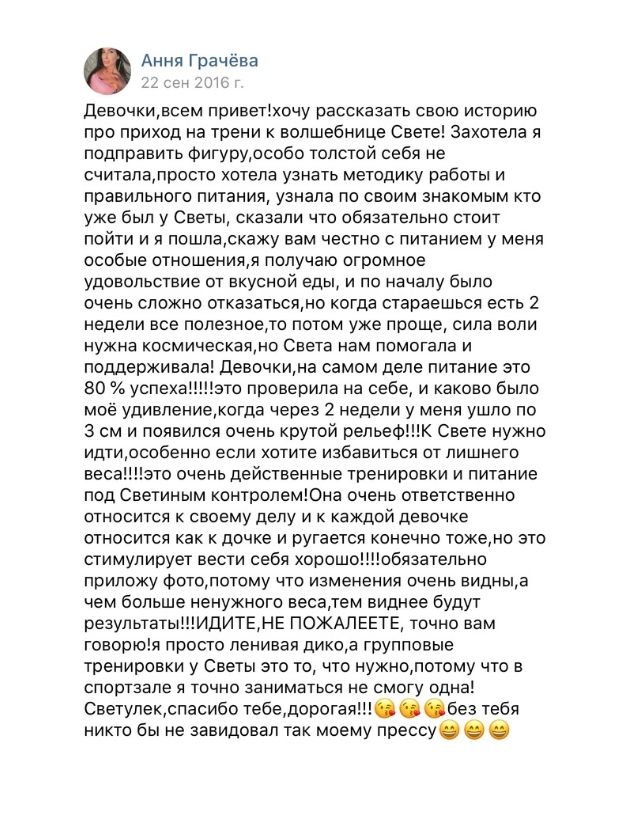 Ання Грачёва
22 сен 2016 г.
Девочки,всем привет!хочу рассказать свою историю
про приход на трени к волшебнице Свете! Захотела я
подправить фигуру,особо толстой себя не
считала,просто хотела узнать методику работы и
правильного питания, узнала по своим знакомым кто
уже был у Светы, сказали что обязательно стоит
пойти и я пошла,скажу вам честно с питанием у меня
особые отношения,я получаю огромное
удовольствие от вкусной еды, и по началу было
очень сложно отказаться,но когда стараешься есть 2
недели все полезное,то потом уже проще, сила воли
нужна космическая,но Света нам помогала и
поддерживала! Девочки,на самом деле питание это
80 % успеха!!!!!это проверила на себе, и каково было
моё удивление,когда через 2 недели у меня ушло по
3 см и появился очень крутой рельеф!!!К Свете нужно
идти,особенно если хотите избавиться от лишнего
веса!!!!это очень действенные тренировки и питание
под Светиным контролем!Она очень ответственно
относится к своему делу и к каждой девочке
относится как к дочке и ругается конечно тоже,но это
стимулирует вести себя хорошо!!!!обязательно
приложу фото,потому что изменения очень видны,а
чем больше ненужного веса,тем виднее будут
результаты!!!ИДИТЕ,НЕ ПОЖАЛЕЕТЕ, точно вам
говорю!я просто ленивая дико,а групповые
тренировки у Светы это то, что нужно,потому что в
спортзале я точно заниматься не смогу одна!
Светулек,спасибо тебе,дорогая!!!😘😘😘без тебя
никто бы не завидовал так моему прессу😄😄😄